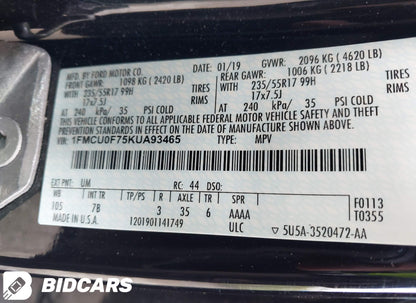 MFD. BY FORD MOTOR CO.
01/19 GVWR: 2096 KG (4620 LB)
FRONT GAWR: 1098 KG (2420 LB) REAR GAWR: 1006 KG (2218 LB)
WITH 235/55R17 99H TIRES WITH 235/55R17 99H TIRES
17x7.5J RIMS 17x7.5J RIMS
AT 240 kPa/ 35 PSI COLD AT 240 kPa/ 35 PSI COLD
THIS VEHICLE CONFORMS TO ALL APPLICABLE FEDERAL MOTOR VEHICLE
SAFETY AND THEFT PREVENTION STANDARDS IN EFFECT ON THE DATE OF
MANUFACTURE SHOWN ABOVE.
VIN: 1FMCU0F75KUA93465 TYPE: MPV
EXT PNT: UM RC: 44 DSO: F0113
WB INT TR TP/PS R AXLE TR SPR T0355
105 7B 3 35 6 AAAA
MADE IN U.S.A. 1201901141749 ULC
5U5A-3520472-AA
BIDCARS